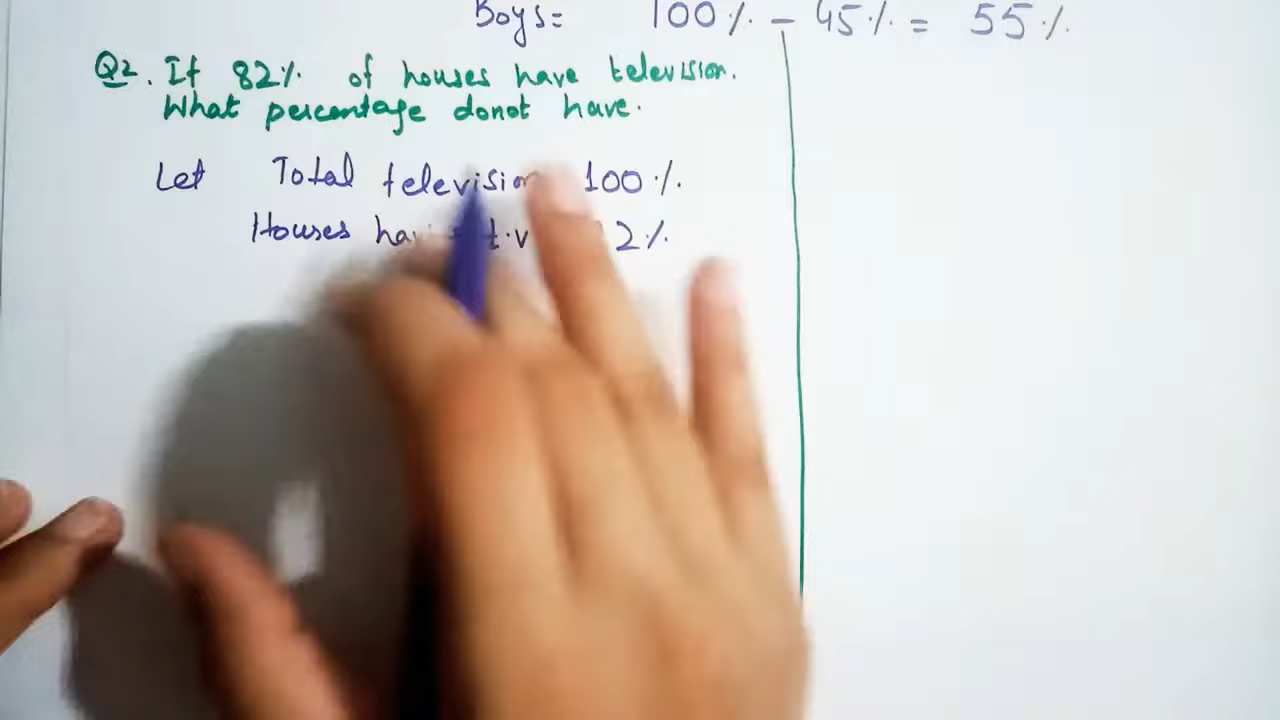 Boys= 100% - 45% = 55%
Q2. If 82% of houses have television.
What percentage donot have.
Let Total television 100%
Houses t.v 2%